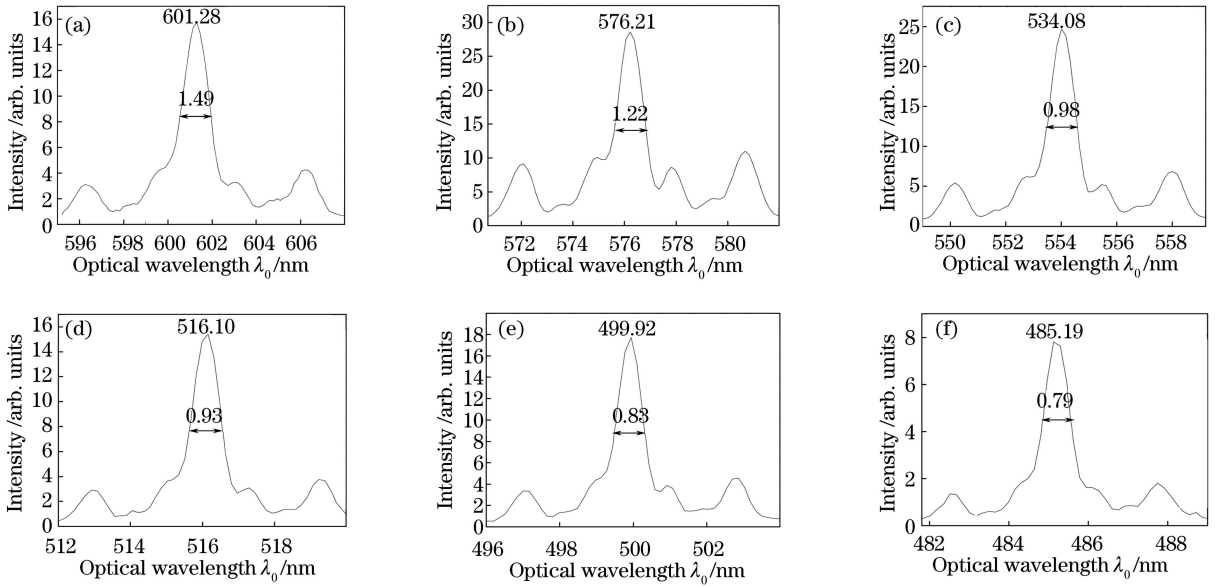 (a)
601.28
1.49
16
14
12
10
8
6
4
2
0
596 598 600 602 604 606
Intensity /arb. units
Optical wavelength λ₀/nm
(b)
576.21
1.22
30
25
20
15
10
5
0
572 574 576 578 580
Intensity /arb. units
Optical wavelength λ₀/nm
(c)
534.08
0.98
25
20
15
10
5
0
550 552 554 556 558
Intensity /arb. units
Optical wavelength λ₀/nm
(d)
516.10
0.93
16
14
12
10
8
6
4
2
0
512 514 516 518
Intensity /arb. units
Optical wavelength λ₀/nm
(e)
499.92
0.83
18
16
14
12
10
8
6
4
2
0
496 498 500 502
Intensity /arb. units
Optical wavelength λ₀/nm
(f)
485.19
0.79
8
6
4
2
0
482 484 486 488
Intensity /arb. units
Optical wavelength λ₀/nm